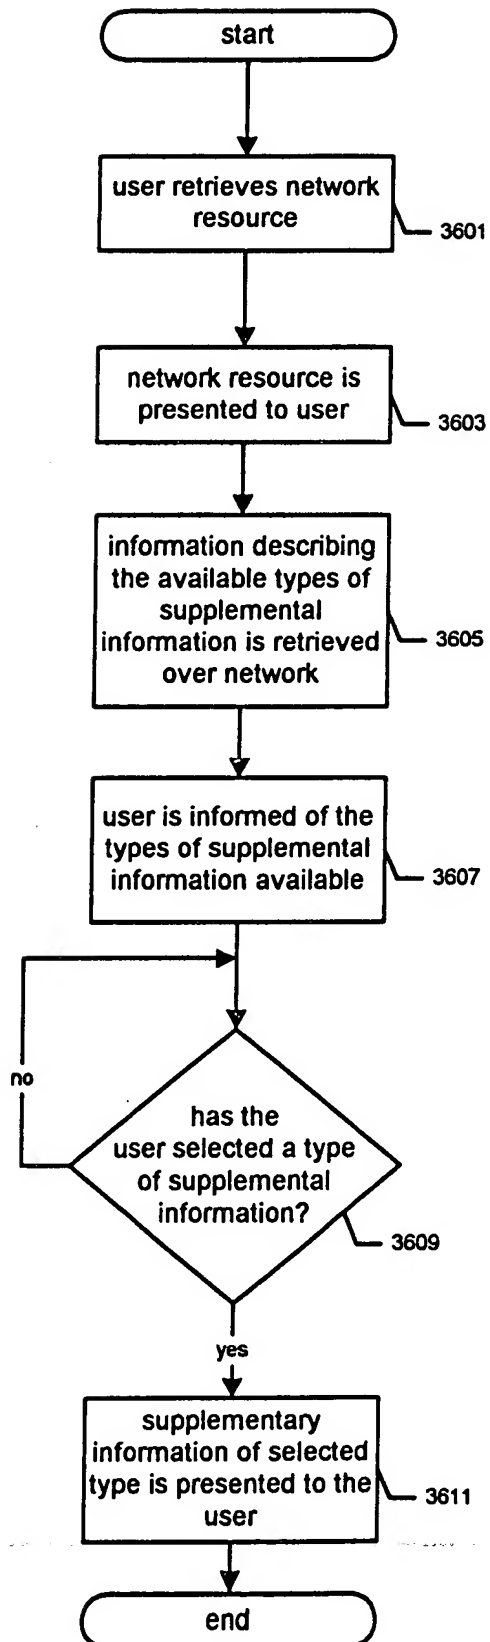 start
user retrieves network
resource
3601
network resource is
presented to user
3603
information describing
the available types of
supplemental
information is retrieved
over network
3605
user is informed of the
types of supplemental
information available
3607
no
has the
user selected a type
of supplemental
information?
3609
yes
supplementary
information of selected
type is presented to the
user
3611
end